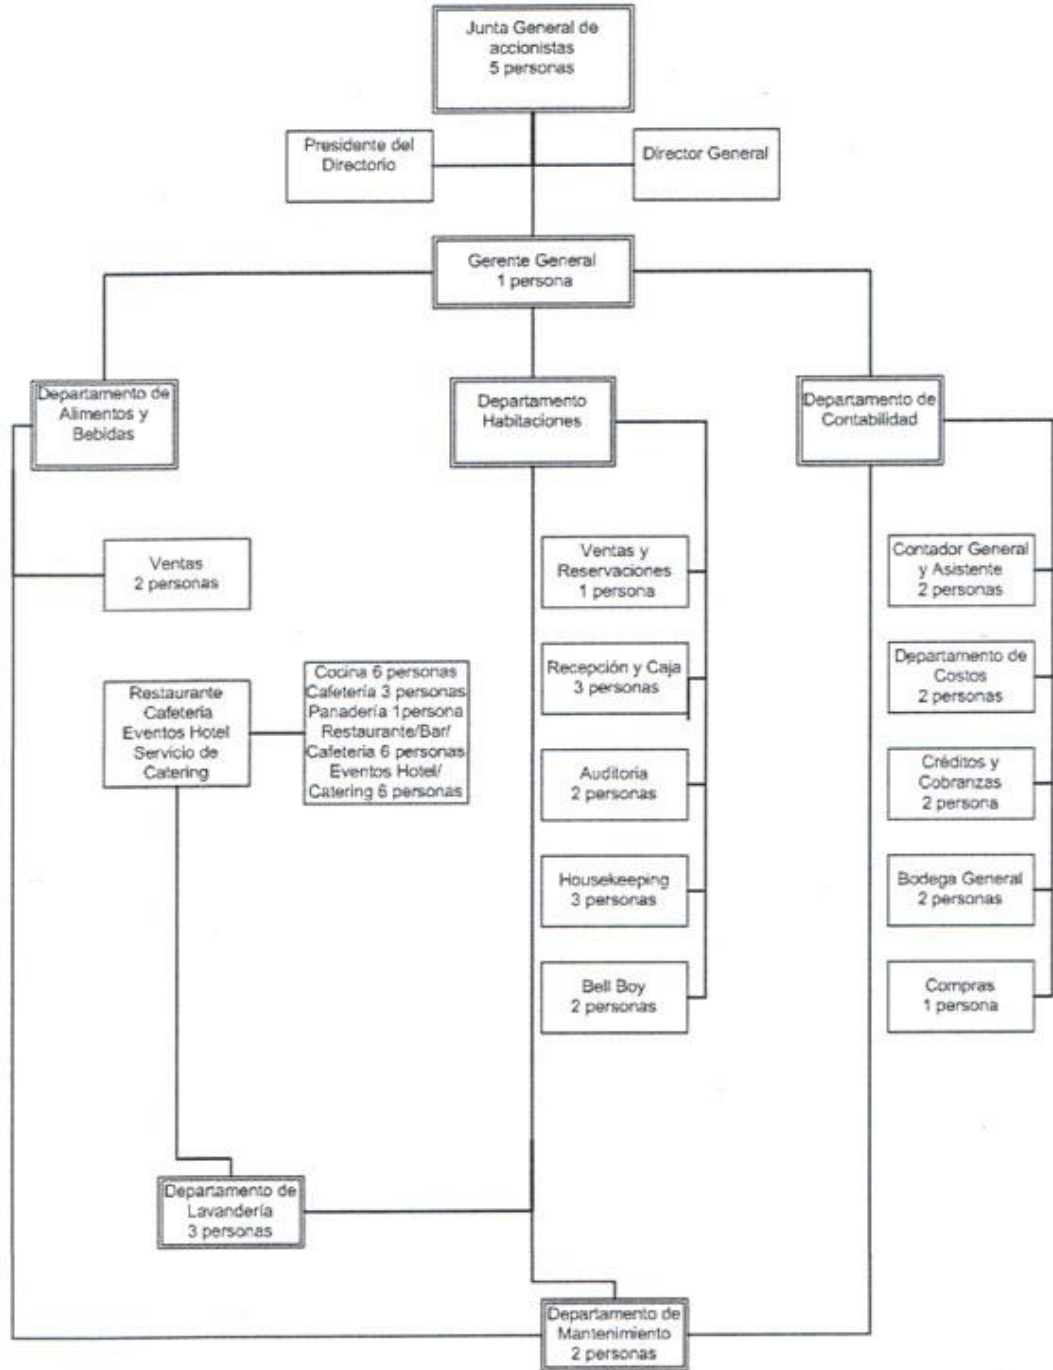 Junta General de
accionistas
5 personas
Presidente del
Directorio
Director General
Gerente General
1 persona
Departamento de
Alimentos y
Bebidas
Departamento
Habitaciones
Departamento de
Contabilidad
Ventas
2 personas
Ventas y
Reservaciones
1 persona
Contador General
y Asistente
2 personas
Restaurante
Cafeteria
Eventos Hotel
Servicio de
Catering
Cocina 6 personas
Cafetería 3 personas
Panadería 1persona
Restaurante/Bar/
Cafeteria 6 personas
Eventos Hotel/
Catering 6 personas
Recepción y Caja
3 personas
Departamento de
Costos
2 personas
Auditoria
2 personas
Créditos y
Cobranzas
2 persona
Housekeeping
3 personas
Bodega General
2 personas
Bell Boy
2 personas
Compras
1 persona
Departamento de
Lavandería
3 personas
Departamento de
Mantenimiento
2 personas